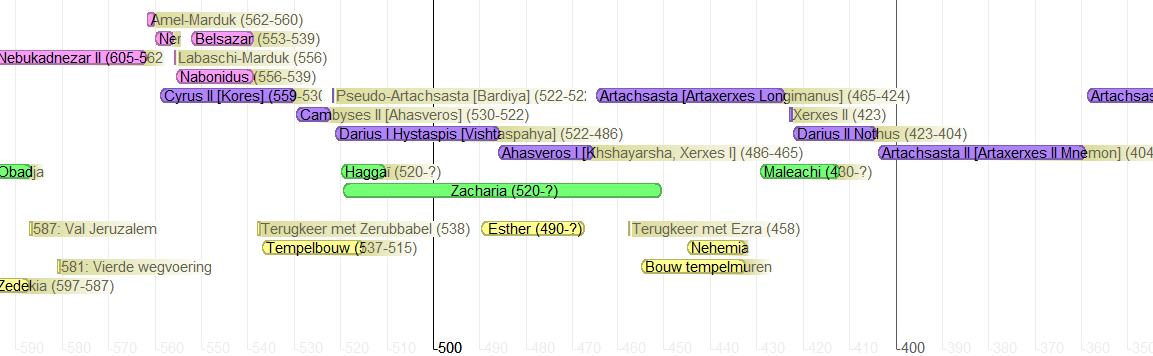 Amel-Marduk (562-560)
Ner Belsazar (553-539)
Nebukadnezar II (605-562 Labaschi-Marduk (556)
Nabonidus (556-539)
Cyrus II [Kores] (559-530 Pseudo-Artachsasta [Bardiya] (522-522 Artachsasta [Artaxerxes Longimanus] (465-424) Artachsas
Cambyses II [Ahasveros] (530-522) Xerxes II (423)
Darius I Hystaspis [Vishtaspahya] (522-486) Darius II Nothus (423-404)
Ahasveros I [Khshayarsha, Xerxes I] (486-465) Artachsasta II [Artaxerxes II Mnemon] (404
Obadja Haggaï (520-?) Maleachi (430-?)
Zacharia (520-?)
587: Val Jeruzalem Terugkeer met Zerubbabel (538) Esther (490-?) Terugkeer met Ezra (458)
Tempelbouw (537-515) Nehemia
581: Vierde wegvoering Bouw tempelmuren
Zedekia (597-587)
-590 -580 -570 -560 -550 -540 -530 -520 -510 -500 -490 -480 -470 -460 -450 -440 -430 -420 -410 -400 -390 -380 -370 -360 -350